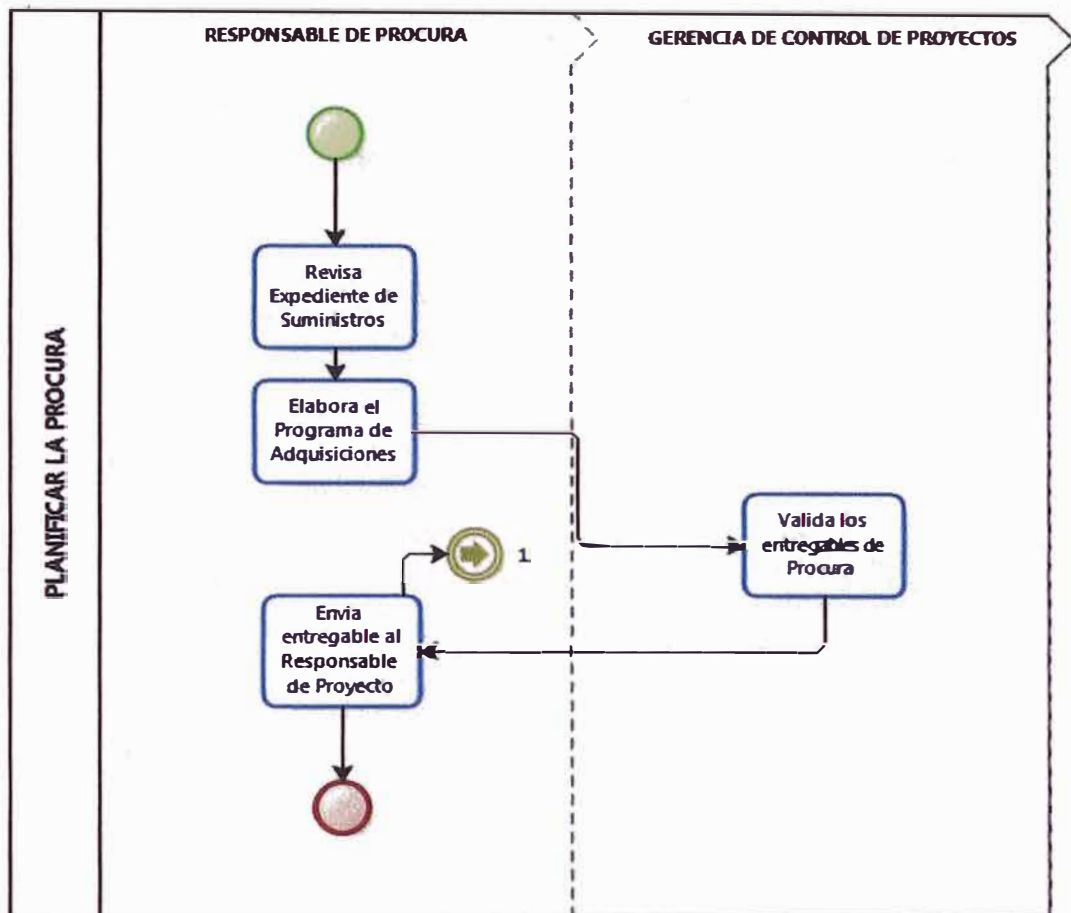 RESPONSABLE DE PROCURA
GERENCIA DE CONTROL DE PROYECTOS
PLANIFICAR LA PROCURA
Revisa
Expediente de
Suministros
Elabora el
Programa de
Adquisiciones
1
Valida los
entregables de
Procura
Envia
entregable al
Responsable
de Proyecto